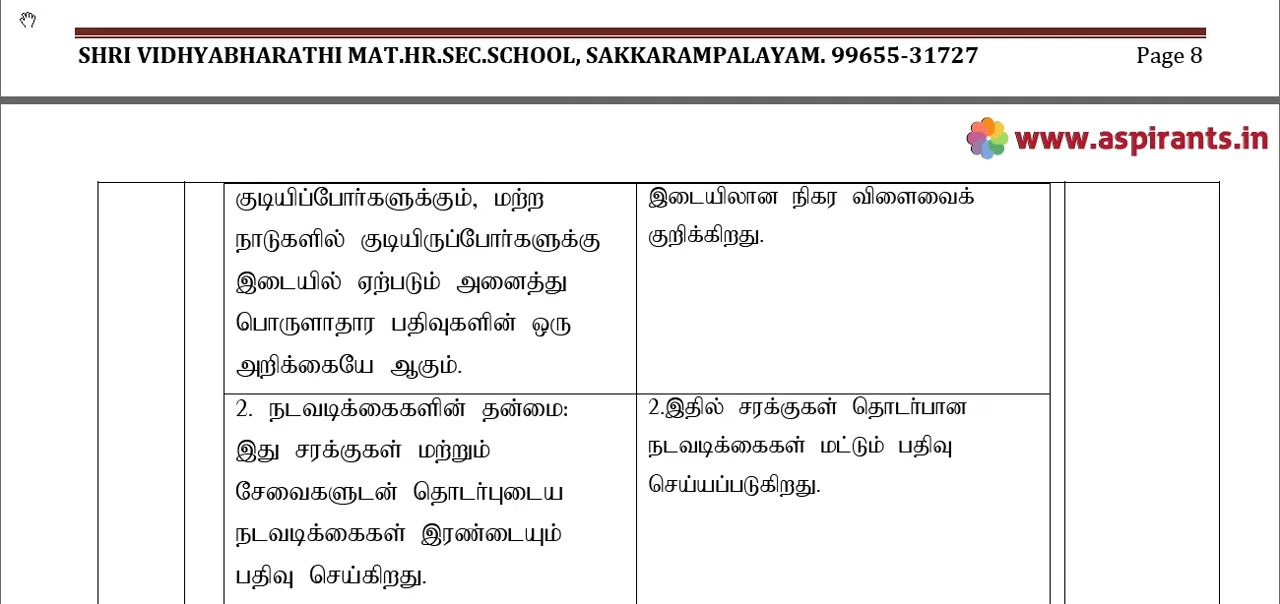 SHRI VIDHYABHARATHI MAT.HR.SEC.SCHOOL, SAKKARAMPALAYAM. 99655-31727 Page 8
www.aspirants.in
குடியிப்போர்களுக்கும், மற்ற
நாடுகளில் குடியிருப்போர்களுக்கு
இடையில் ஏற்படும் அனைத்து
பொருளாதார பதிவுகளின் ஒரு
அறிக்கையே ஆகும்.
இடையிலான நிகர விளைவைக்
குறிக்கிறது.
2. நடவடிக்கைகளின் தன்மை:
இது சரக்குகள் மற்றும்
சேவைகளுடன் தொடர்புடைய
நடவடிக்கைகள் இரண்டையும்
பதிவு செய்கிறது.
2.இதில் சரக்குகள் தொடர்பான
நடவடிக்கைகள் மட்டும் பதிவு
செய்யப்படுகிறது.